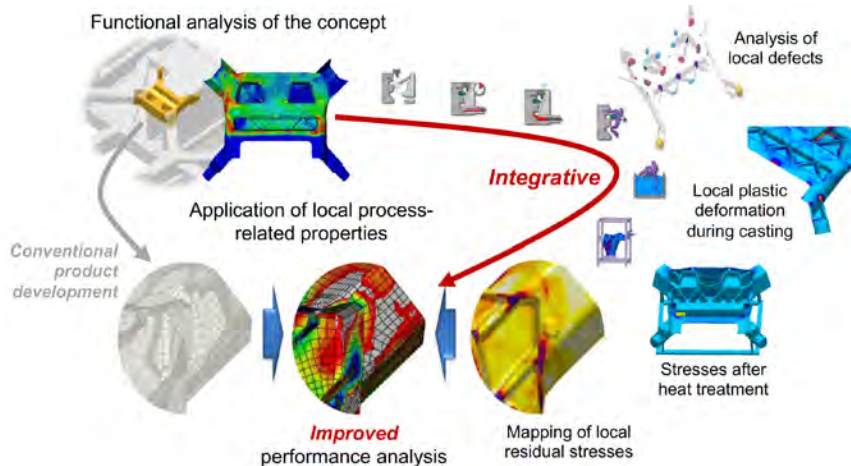 Functional analysis of the concept
Analysis of
local defects
Integrative
Local plastic
deformation
during casting
Application of local process-
related properties
Conventional
product
development
Stresses after
heat treatment
Improved
performance analysis
Mapping of local
residual stresses